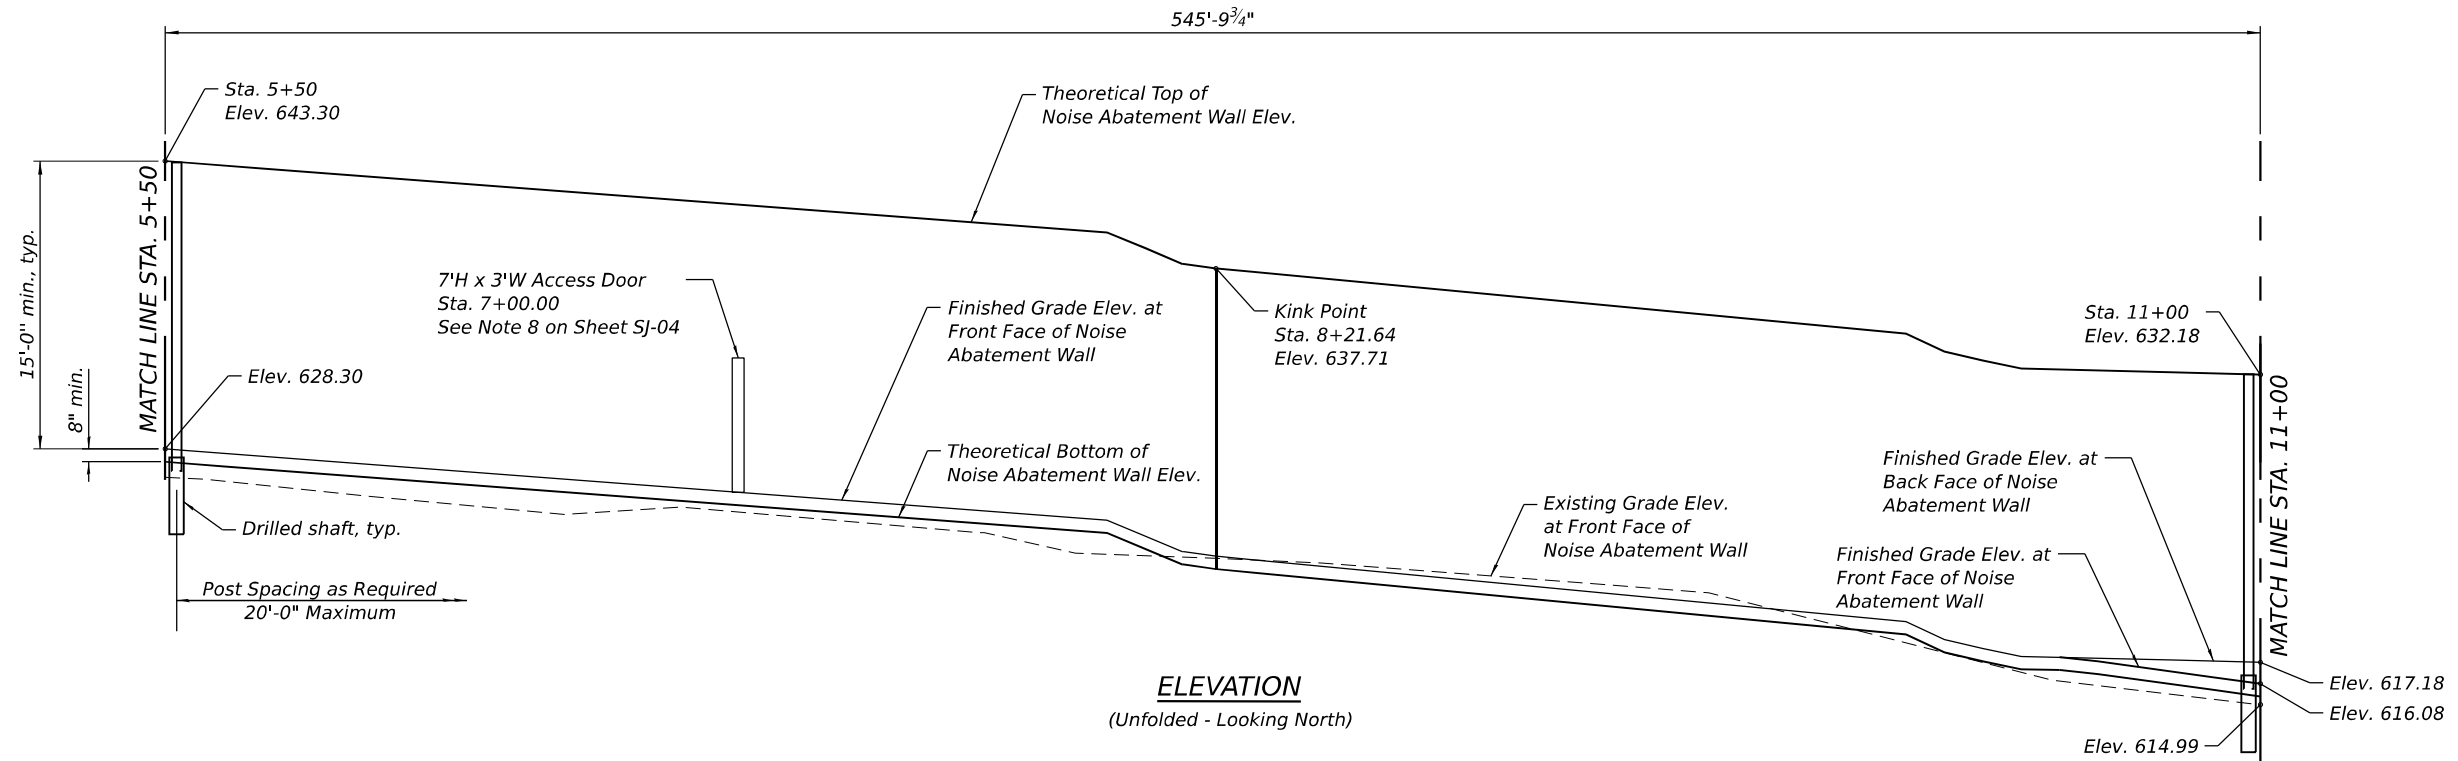 545'-9¾"
Sta. 5+50
Elev. 643.30
Theoretical Top of
Noise Abatement Wall Elev.
MATCH LINE STA. 5+50
15'-0" min., typ.
8" min.
7'H x 3'W Access Door
Sta. 7+00.00
See Note 8 on Sheet SJ-04
Finished Grade Elev. at
Front Face of Noise
Abatement Wall
Kink Point
Sta. 8+21.64
Elev. 637.71
Sta. 11+00
Elev. 632.18
Elev. 628.30
MATCH LINE STA. 11+00
Theoretical Bottom of
Noise Abatement Wall Elev.
Finished Grade Elev. at
Back Face of Noise
Abatement Wall
Existing Grade Elev.
at Front Face of
Noise Abatement Wall
Drilled shaft, typ.
Finished Grade Elev. at
Front Face of Noise
Abatement Wall
Post Spacing as Required
20'-0" Maximum
ELEVATION
(Unfolded - Looking North)
Elev. 617.18
Elev. 616.08
Elev. 614.99